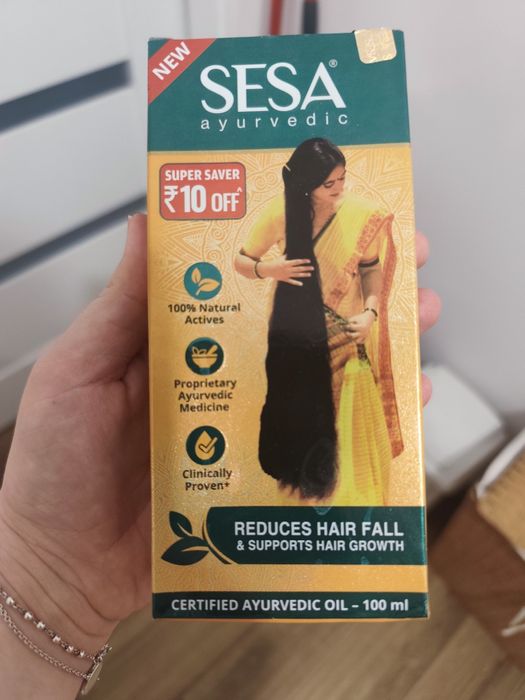 NEW
SESA®
ayurvedic
SUPER SAVER
₹10 OFF^
100% Natural
Actives
Proprietary
Ayurvedic
Medicine
Clinically
Proven*
REDUCES HAIR FALL
& SUPPORTS HAIR GROWTH
CERTIFIED AYURVEDIC OIL – 100 ml